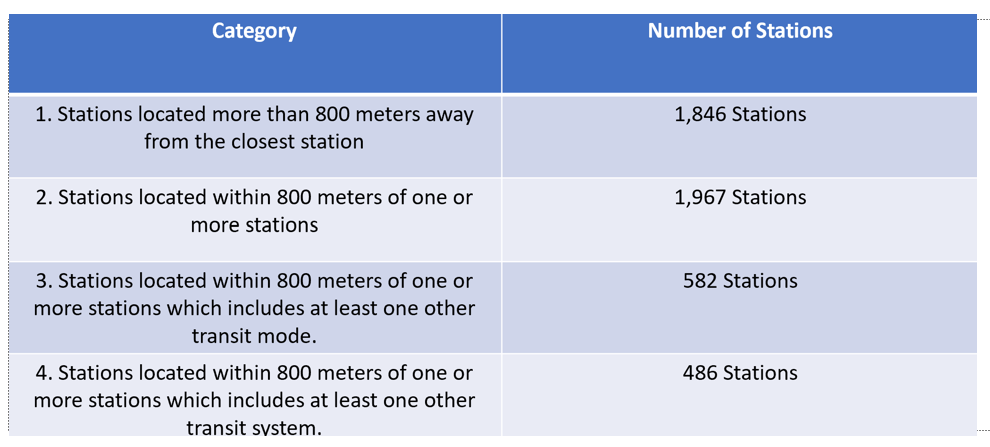 Category
Number of Stations
1. Stations located more than 800 meters away
from the closest station
1,846 Stations
2. Stations located within 800 meters of one or
more stations
1,967 Stations
3. Stations located within 800 meters of one or
more stations which includes at least one other
transit mode.
582 Stations
4. Stations located within 800 meters of one or
more stations which includes at least one other
transit system.
486 Stations